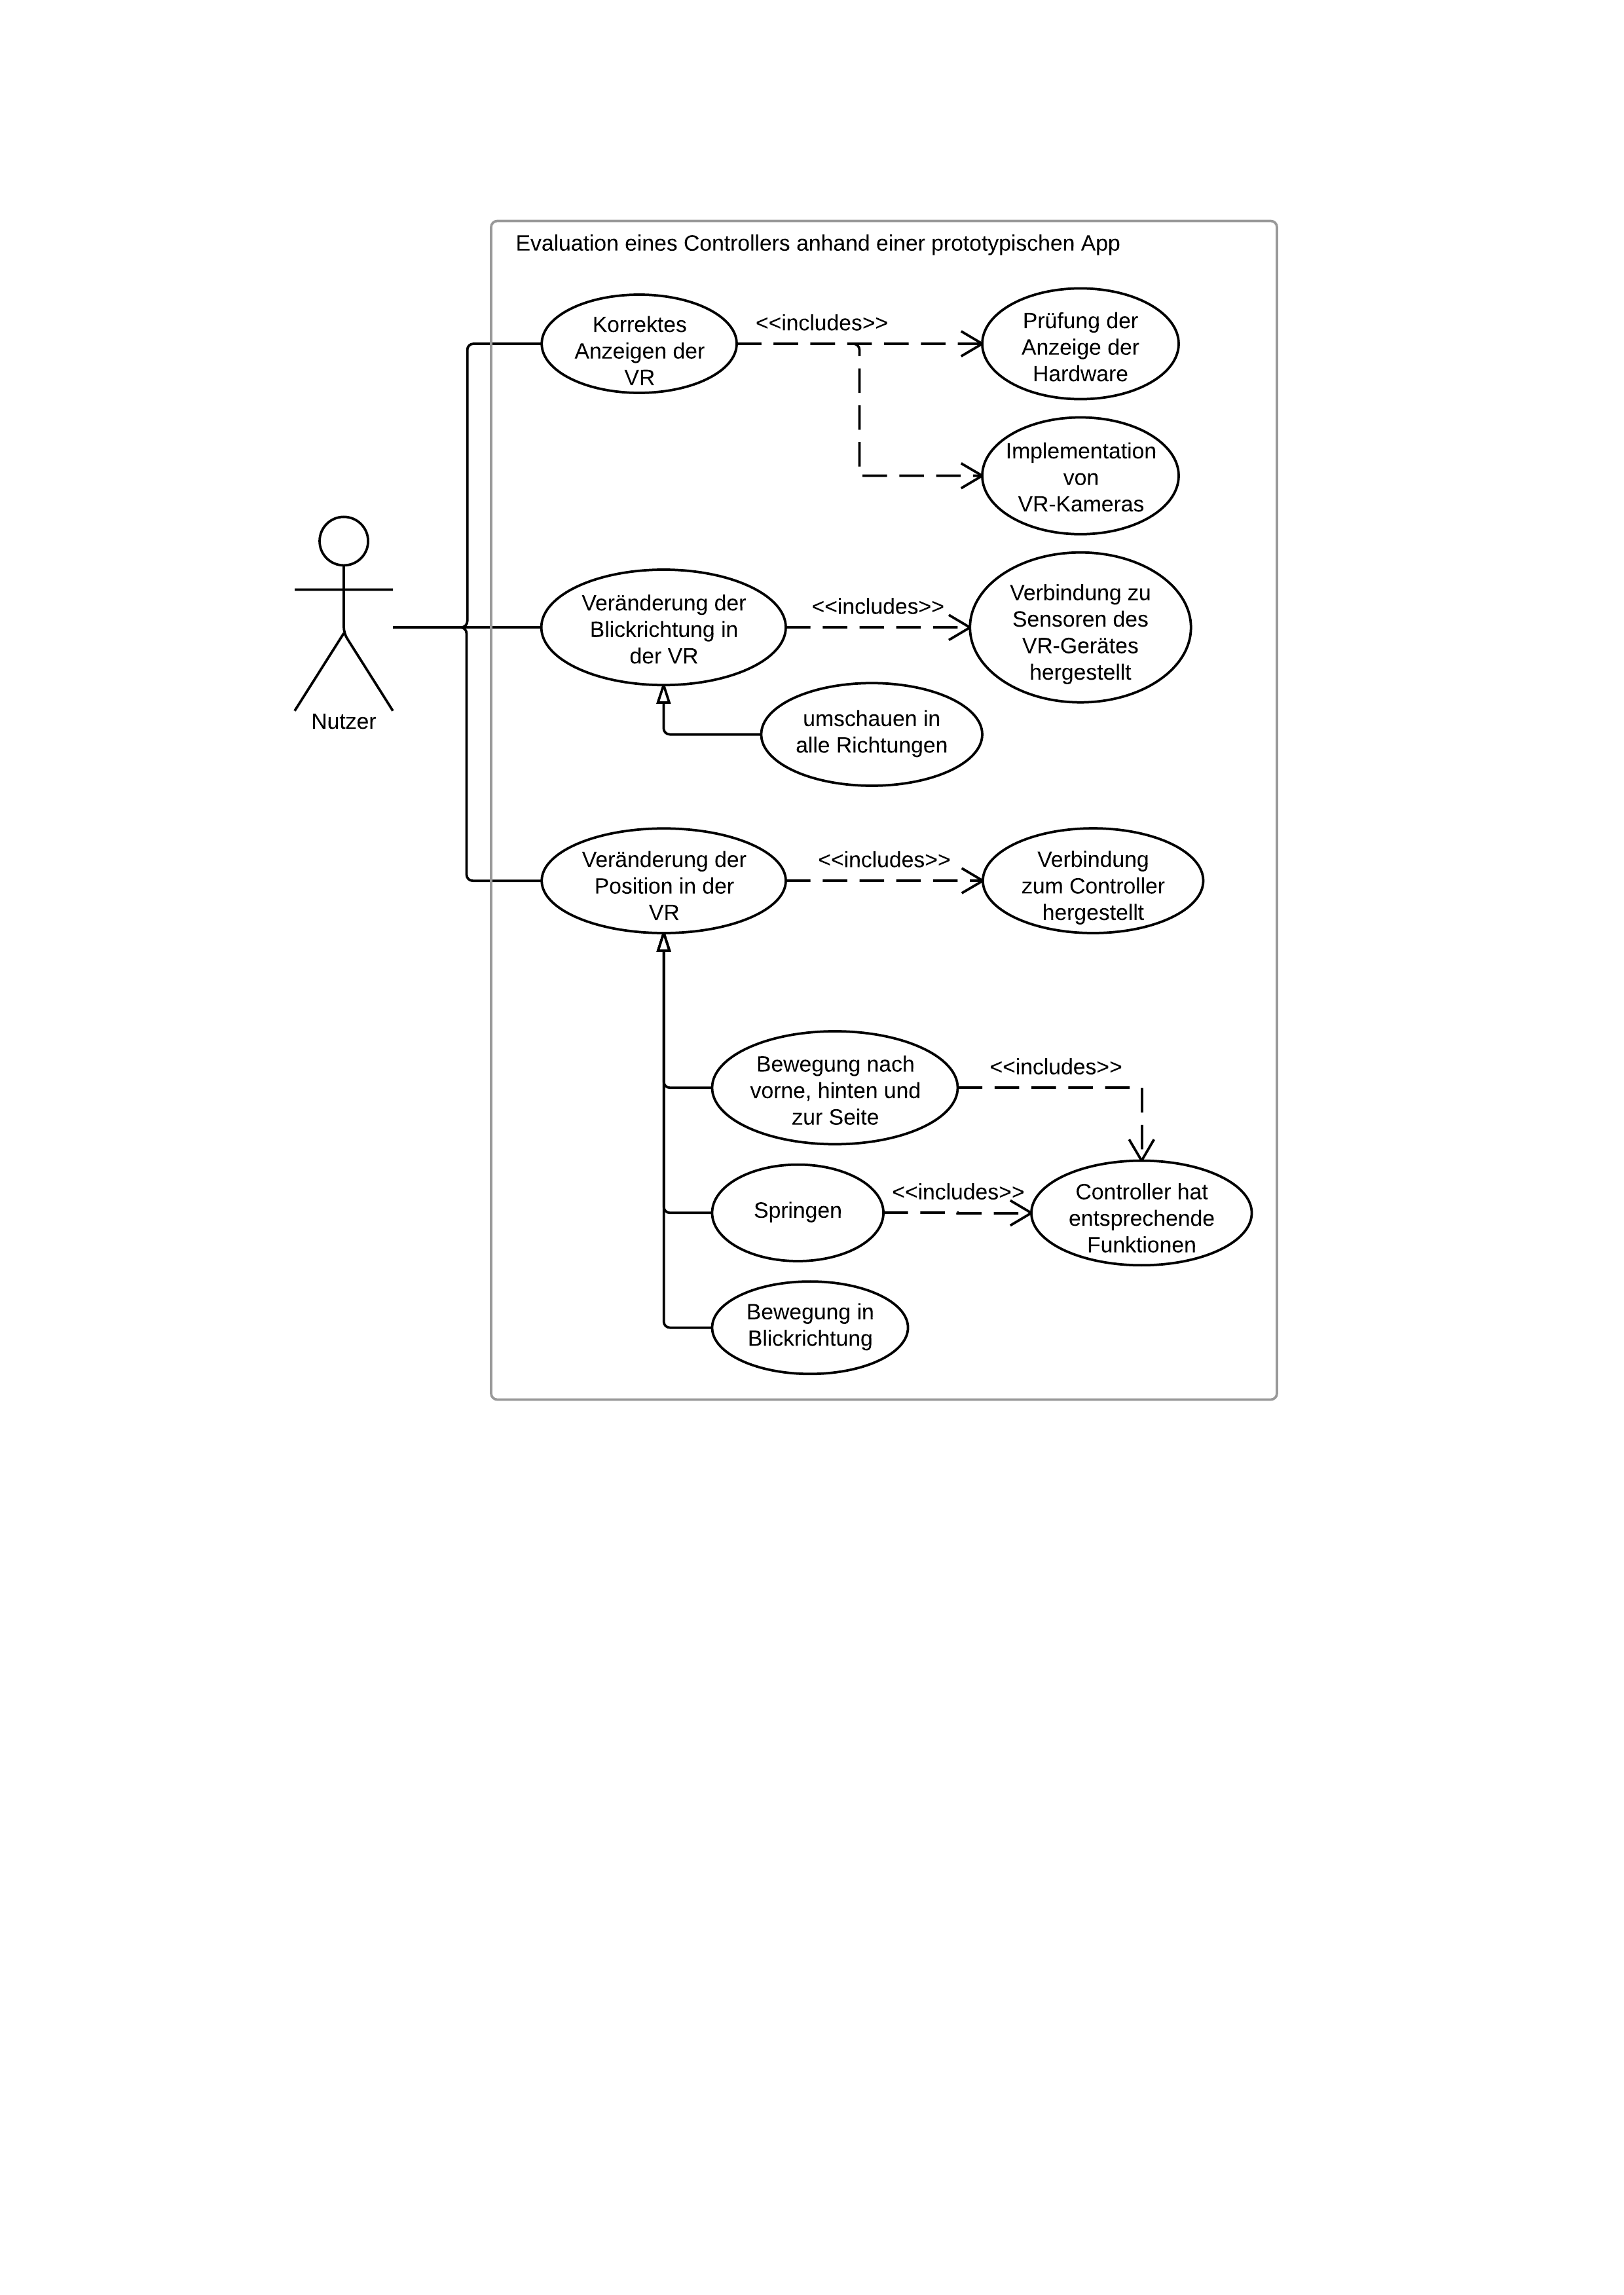 Evaluation eines Controllers anhand einer prototypischen App
Korrektes
Anzeigen der
VR
<<includes>>
Prüfung der
Anzeige der
Hardware
Implementation
von
VR-Kameras
Nutzer
Veränderung der
Blickrichtung in
der VR
<<includes>>
Verbindung zu
Sensoren des
VR-Gerätes
hergestellt
umschauen in
alle Richtungen
Veränderung der
Position in der
VR
<<includes>>
Verbindung
zum Controller
hergestellt
Bewegung nach
vorne, hinten und
zur Seite
<<includes>>
Springen
<<includes>>
Controller hat
entsprechende
Funktionen
Bewegung in
Blickrichtung